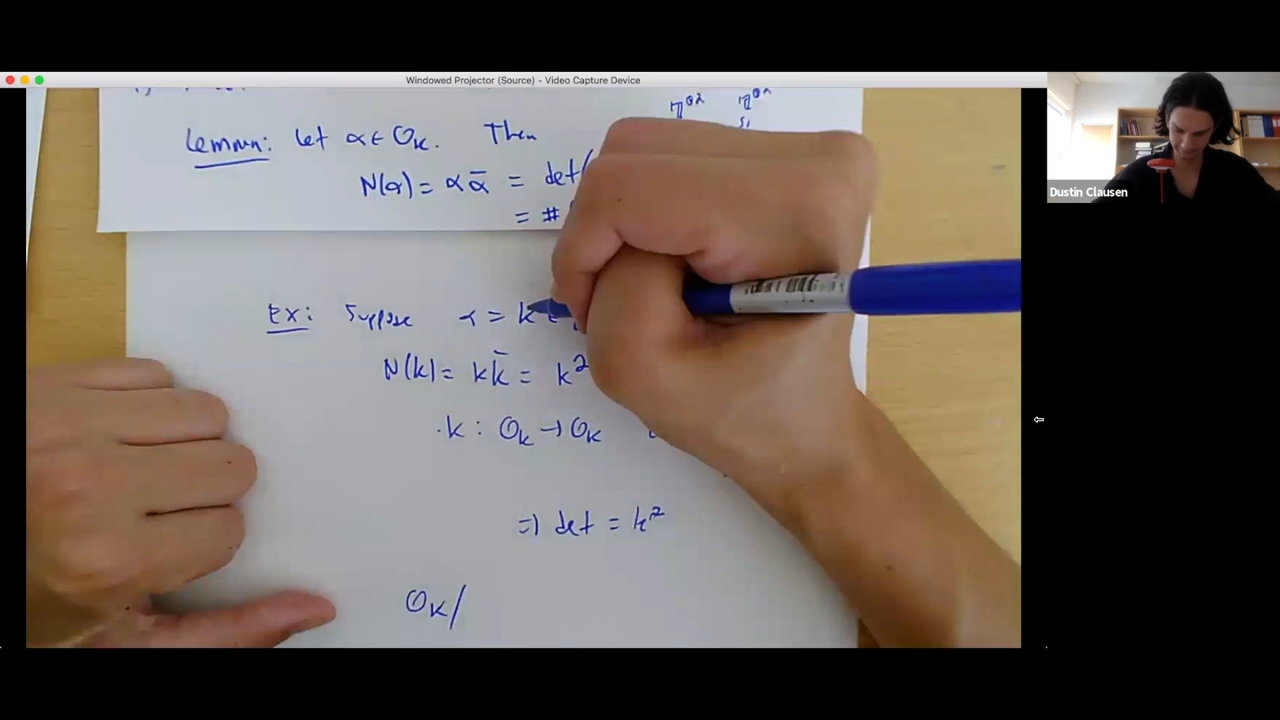 Windowed Projector (Source) - Video Capture Device
Lemma: Let α ∈ O_K. Then
N(α) = αᾱ = det(
= #
Dustin Clausen
Ex: Suppose α = k ∈
N(k) = k k̄ = k²
·k : O_K → O_K
⇒ det = k²
O_K/